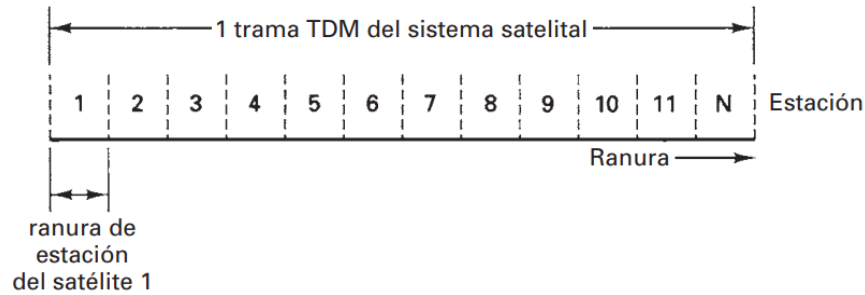 1 trama TDM del sistema satelital
1 2 3 4 5 6 7 8 9 10 11 N Estación
Ranura
ranura de
estación
del satélite 1